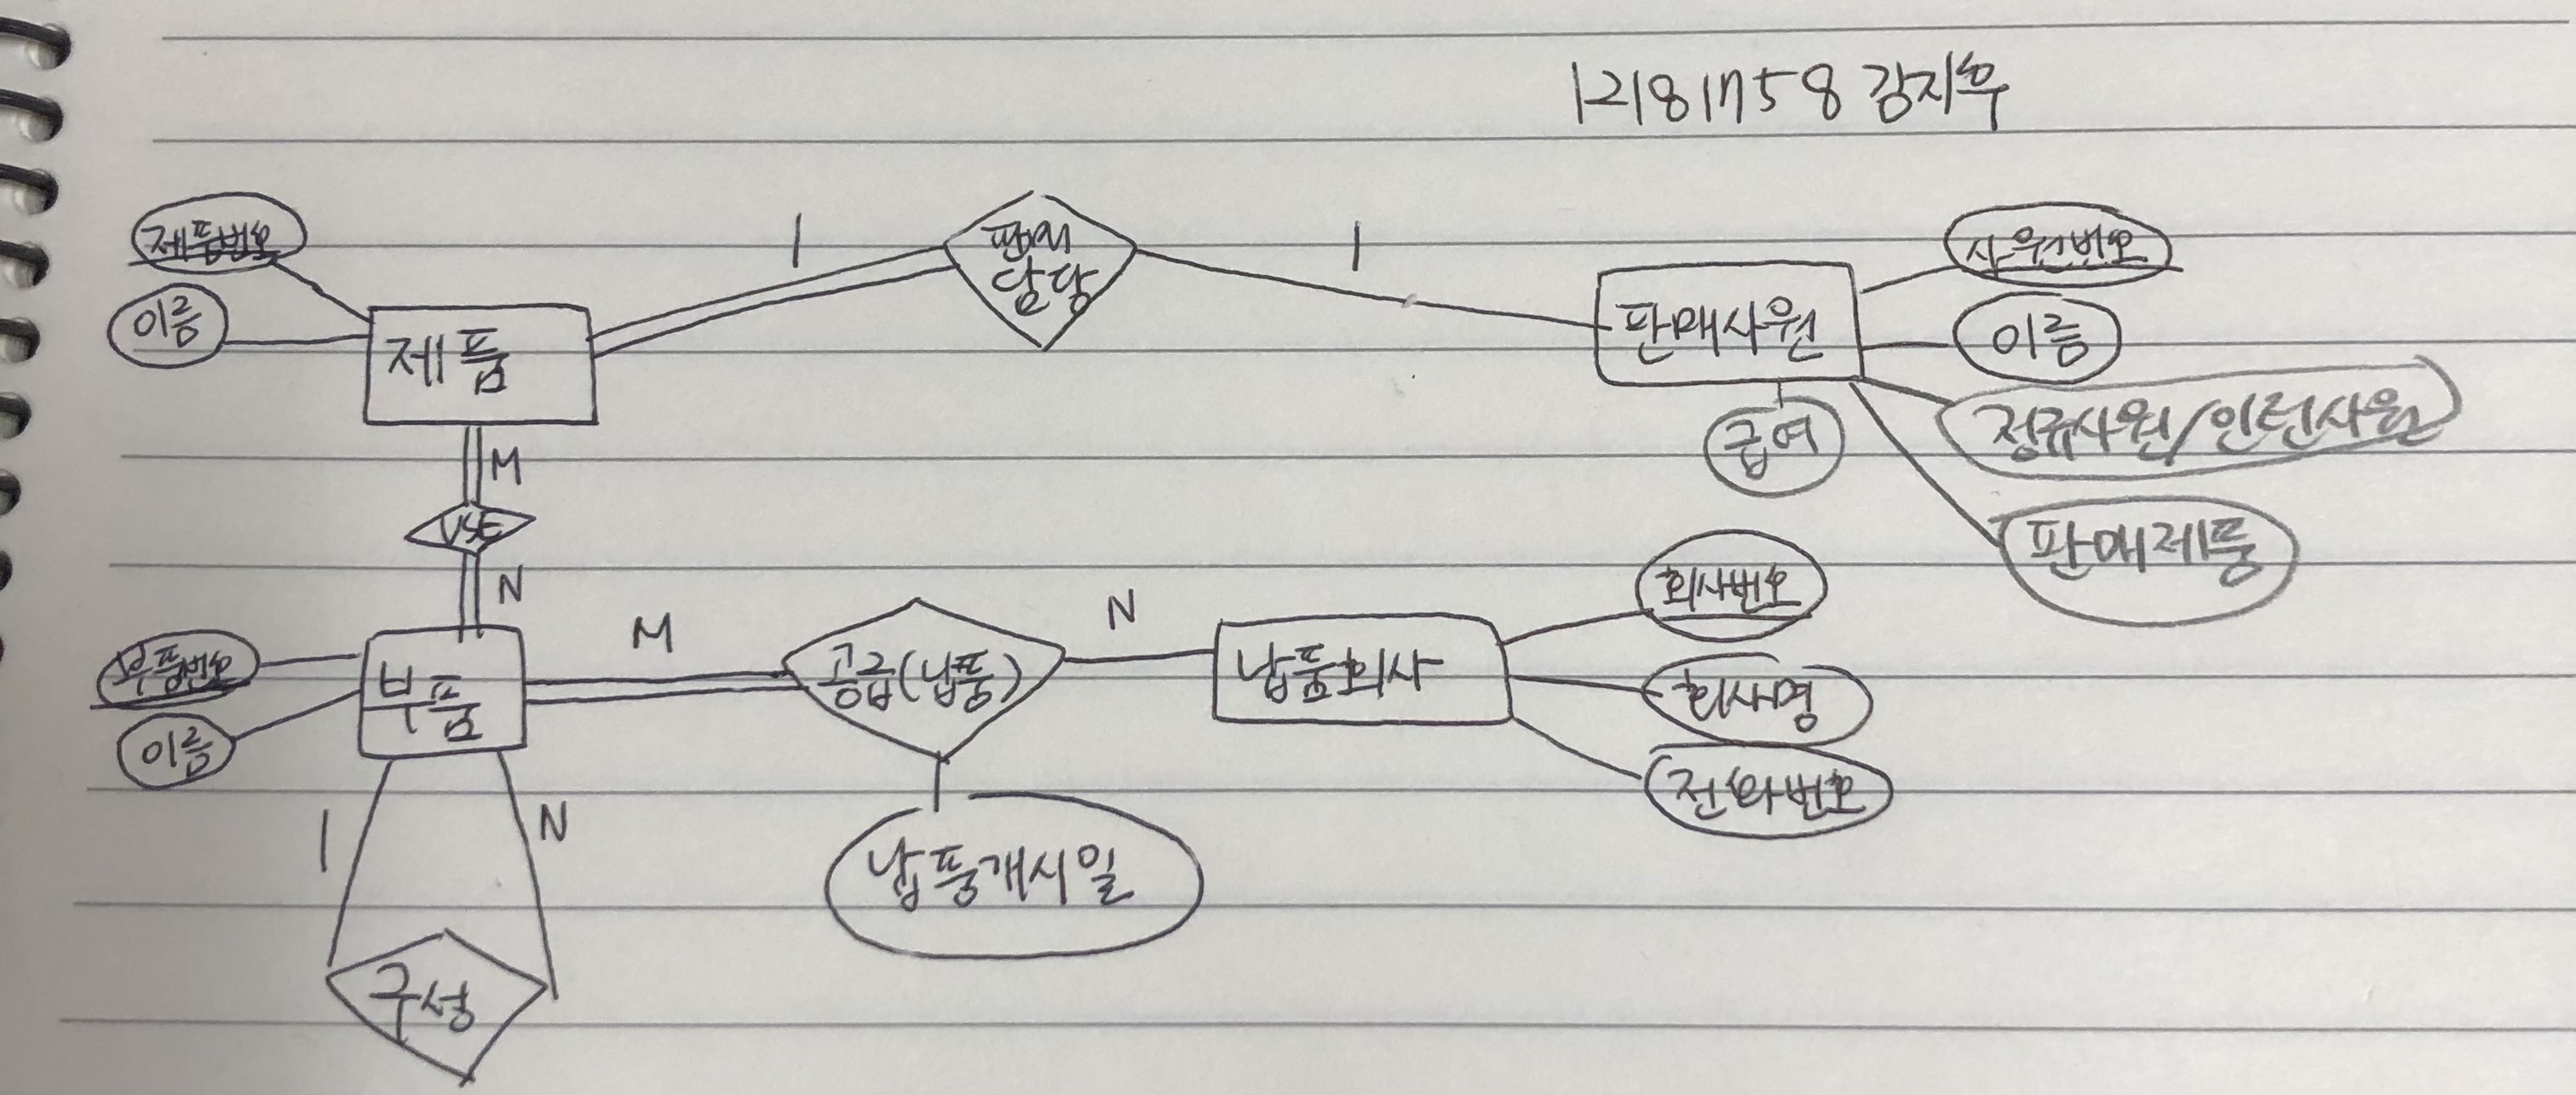 12181758 김지우
제품번호
이름
제품
1
판매
담당
1
판매사원
사원번호
이름
정규사원/인턴사원
급여
판매제품
M
USE
N
부품번호
이름
부품
M
공급(납품)
N
납품회사
회사번호
회사명
전화번호
납품개시일
1
N
구성